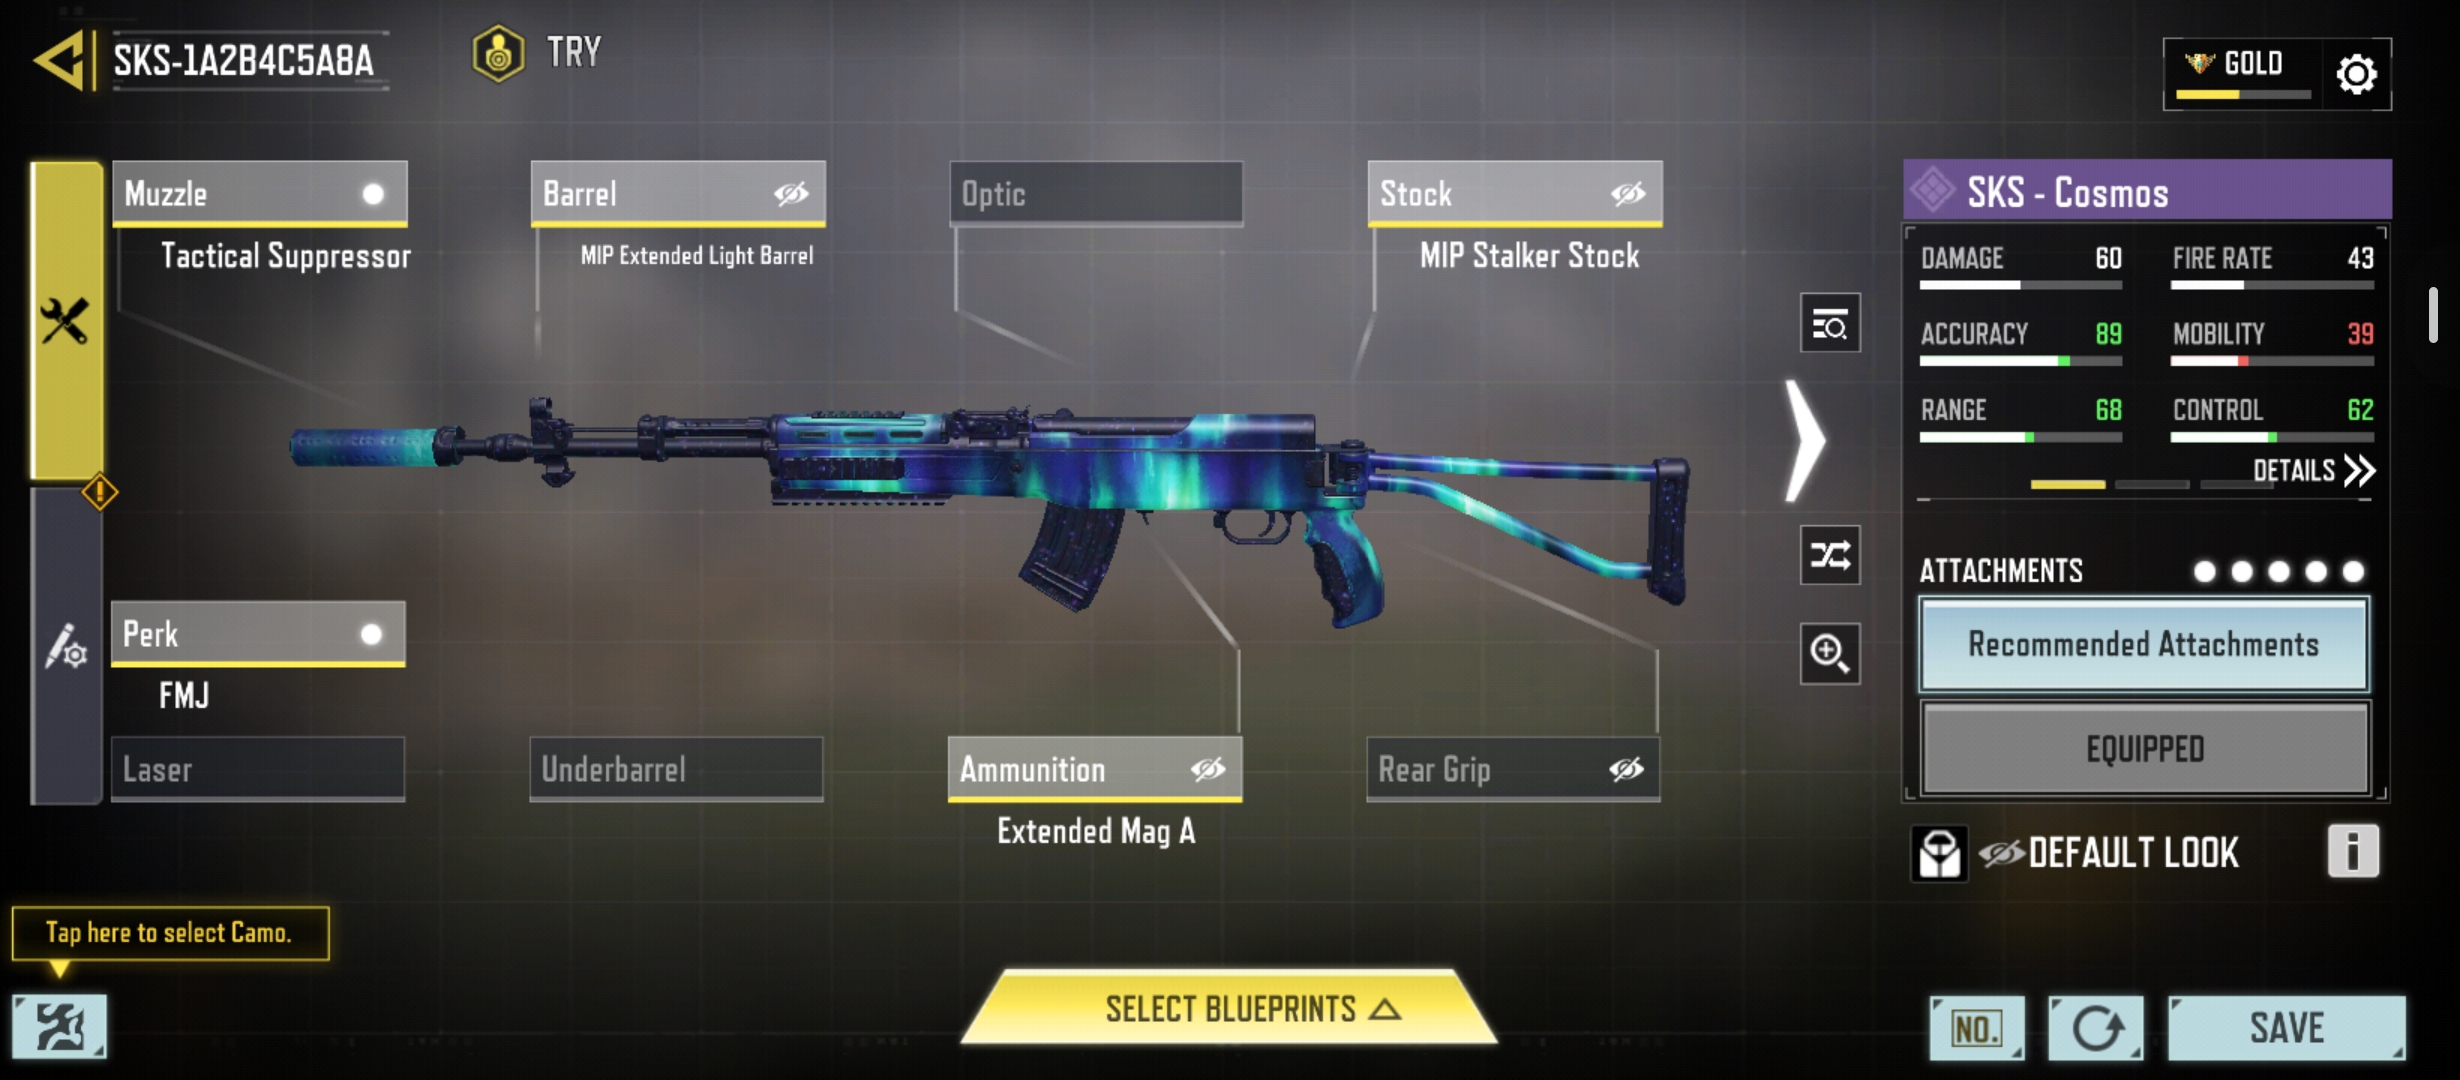 SKS-1A2B4C5A8A
TRY
GOLD
Muzzle
Tactical Suppressor
Barrel
MIP Extended Light Barrel
Optic
Stock
MIP Stalker Stock
SKS - Cosmos
DAMAGE 60
FIRE RATE 43
ACCURACY 89
MOBILITY 39
RANGE 68
CONTROL 62
DETAILS
ATTACHMENTS
Recommended Attachments
EQUIPPED
Perk
FMJ
Laser
Underbarrel
Ammunition
Extended Mag A
Rear Grip
DEFAULT LOOK
i
Tap here to select Camo.
SELECT BLUEPRINTS
NO.
SAVE